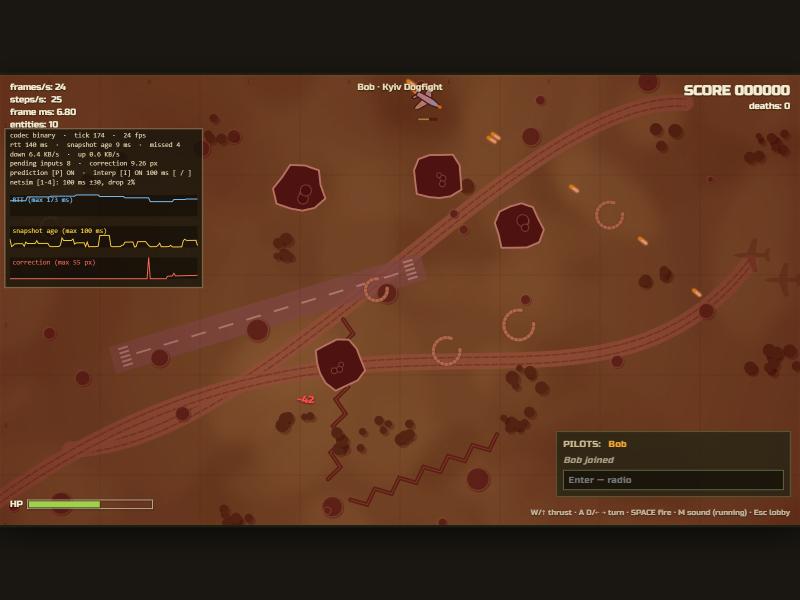 frames/s: 24
steps/s: 25
frame ms: 6.80
entities: 10
Bob · Kyiv Dogfight
SCORE 000000
deaths: 0
codec binary · tick 174 · 24 fps
rtt 140 ms · snapshot age 9 ms · missed 4
down 6.4 KB/s · up 0.6 KB/s
pending inputs 8 · correction 9.26 px
prediction [P] ON · interp [I] ON 100 ms [ / ]
netsim [1-4]: 100 ms ±30, drop 2%
RTT (max 173 ms)
snapshot age (max 100 ms)
correction (max 55 px)
-42
PILOTS: Bob
Bob joined
Enter — radio
HP
W/↑ thrust · A D/← → turn · SPACE fire · M sound (running) · Esc lobby